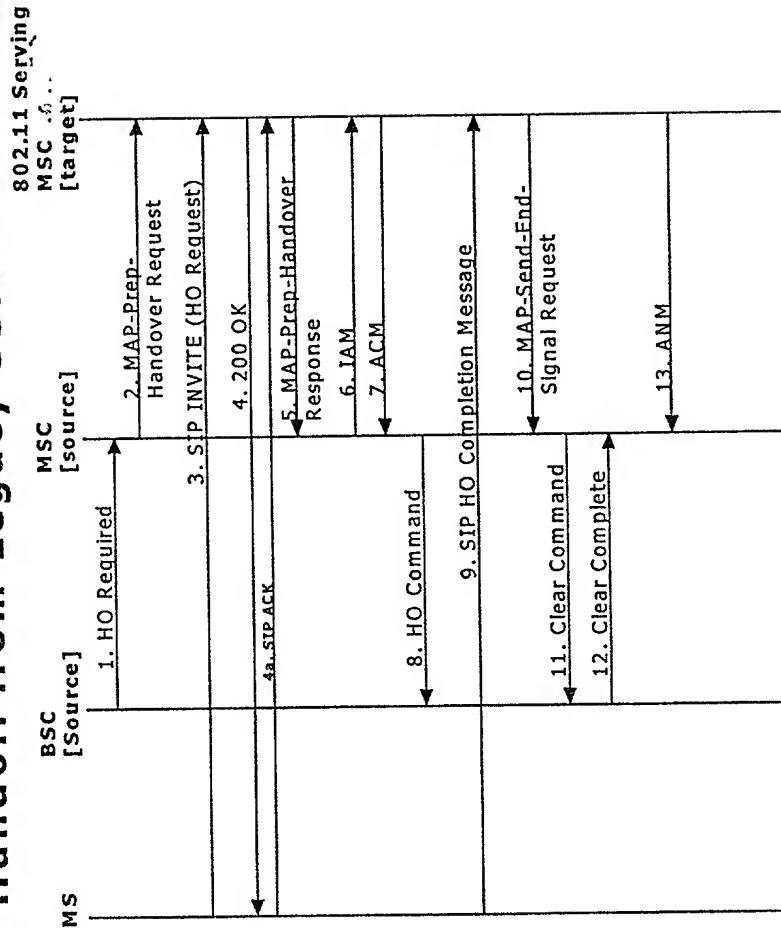 802.11 Serving
MS
BSC
[Source]
MSC
[source]
MSC
[target]
1. HO Required
2. MAP-Prep-
Handover Request
3. SIP INVITE (HO Request)
4. 200 OK
4a. SIP ACK
5. MAP-Prep-Handover
Response
6. IAM
7. ACM
8. HO Command
9. SIP HO Completion Message
10. MAP-Send-End-
Signal Request
11. Clear Command
12. Clear Complete
13. ANM